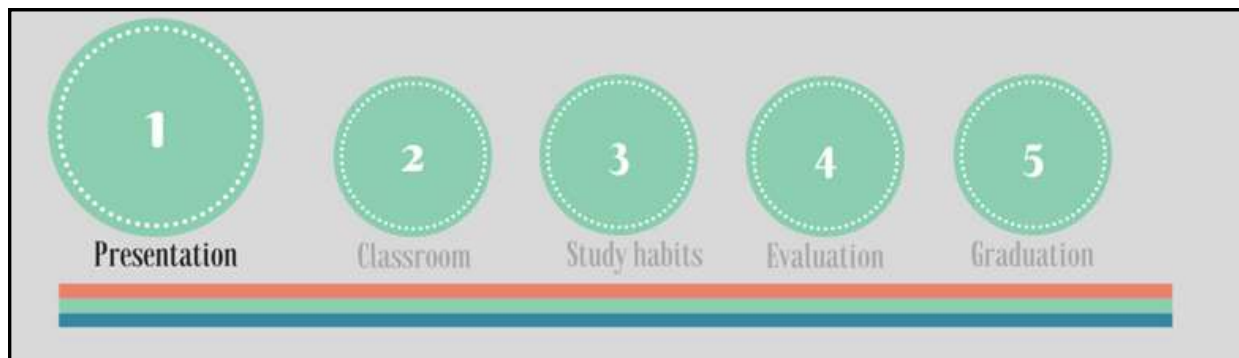 1
2
3
4
5
Presentation
Classroom
Study habits
Evaluation
Graduation